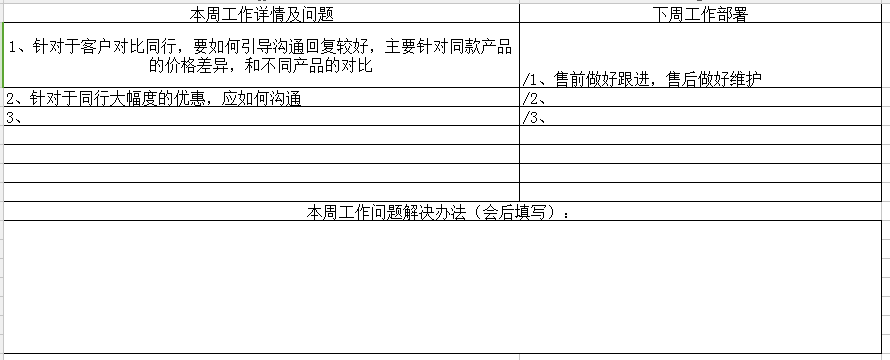 本周工作详情及问题
下周工作部署
1、针对于客户对比同行，要如何引导沟通回复较好，主要针对同款产品
的价格差异，和不同产品的对比
/1、售前做好跟进，售后做好维护
2、针对于同行大幅度的优惠，应如何沟通
/2、
3、
/3、
本周工作问题解决办法（会后填写）：